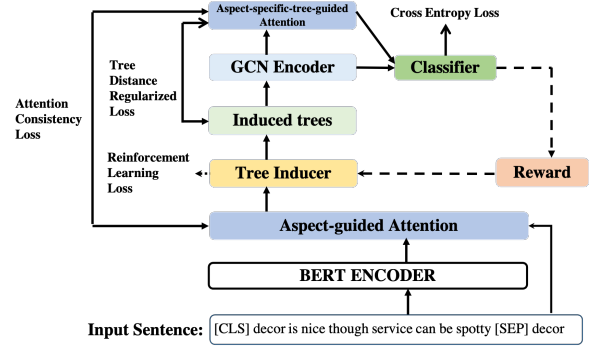 Aspect-specific-tree-guided
Attention
Cross Entropy Loss
GCN Encoder
Classifier
Tree
Distance
Regularized
Loss
Attention
Consistency
Loss
Induced trees
Reinforcement
Learning
Loss
Tree Inducer
Reward
Aspect-guided Attention
BERT ENCODER
Input Sentence: [CLS] decor is nice though service can be spotty [SEP] decor